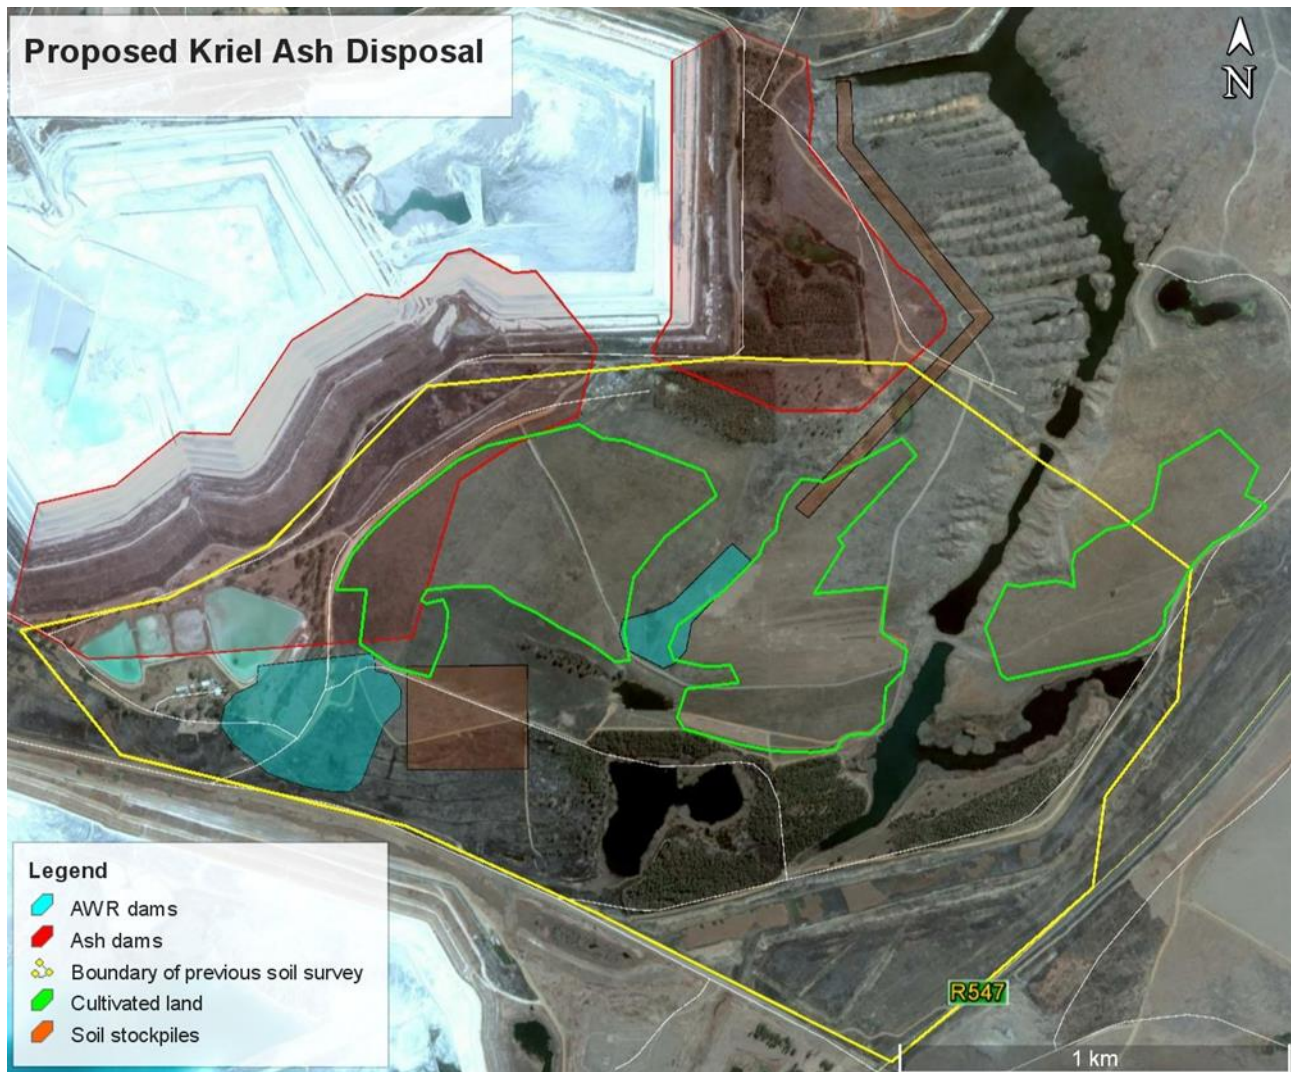 Proposed Kriel Ash Disposal
N
Legend
AWR dams
Ash dams
Boundary of previous soil survey
Cultivated land
Soil stockpiles
R547
1 km